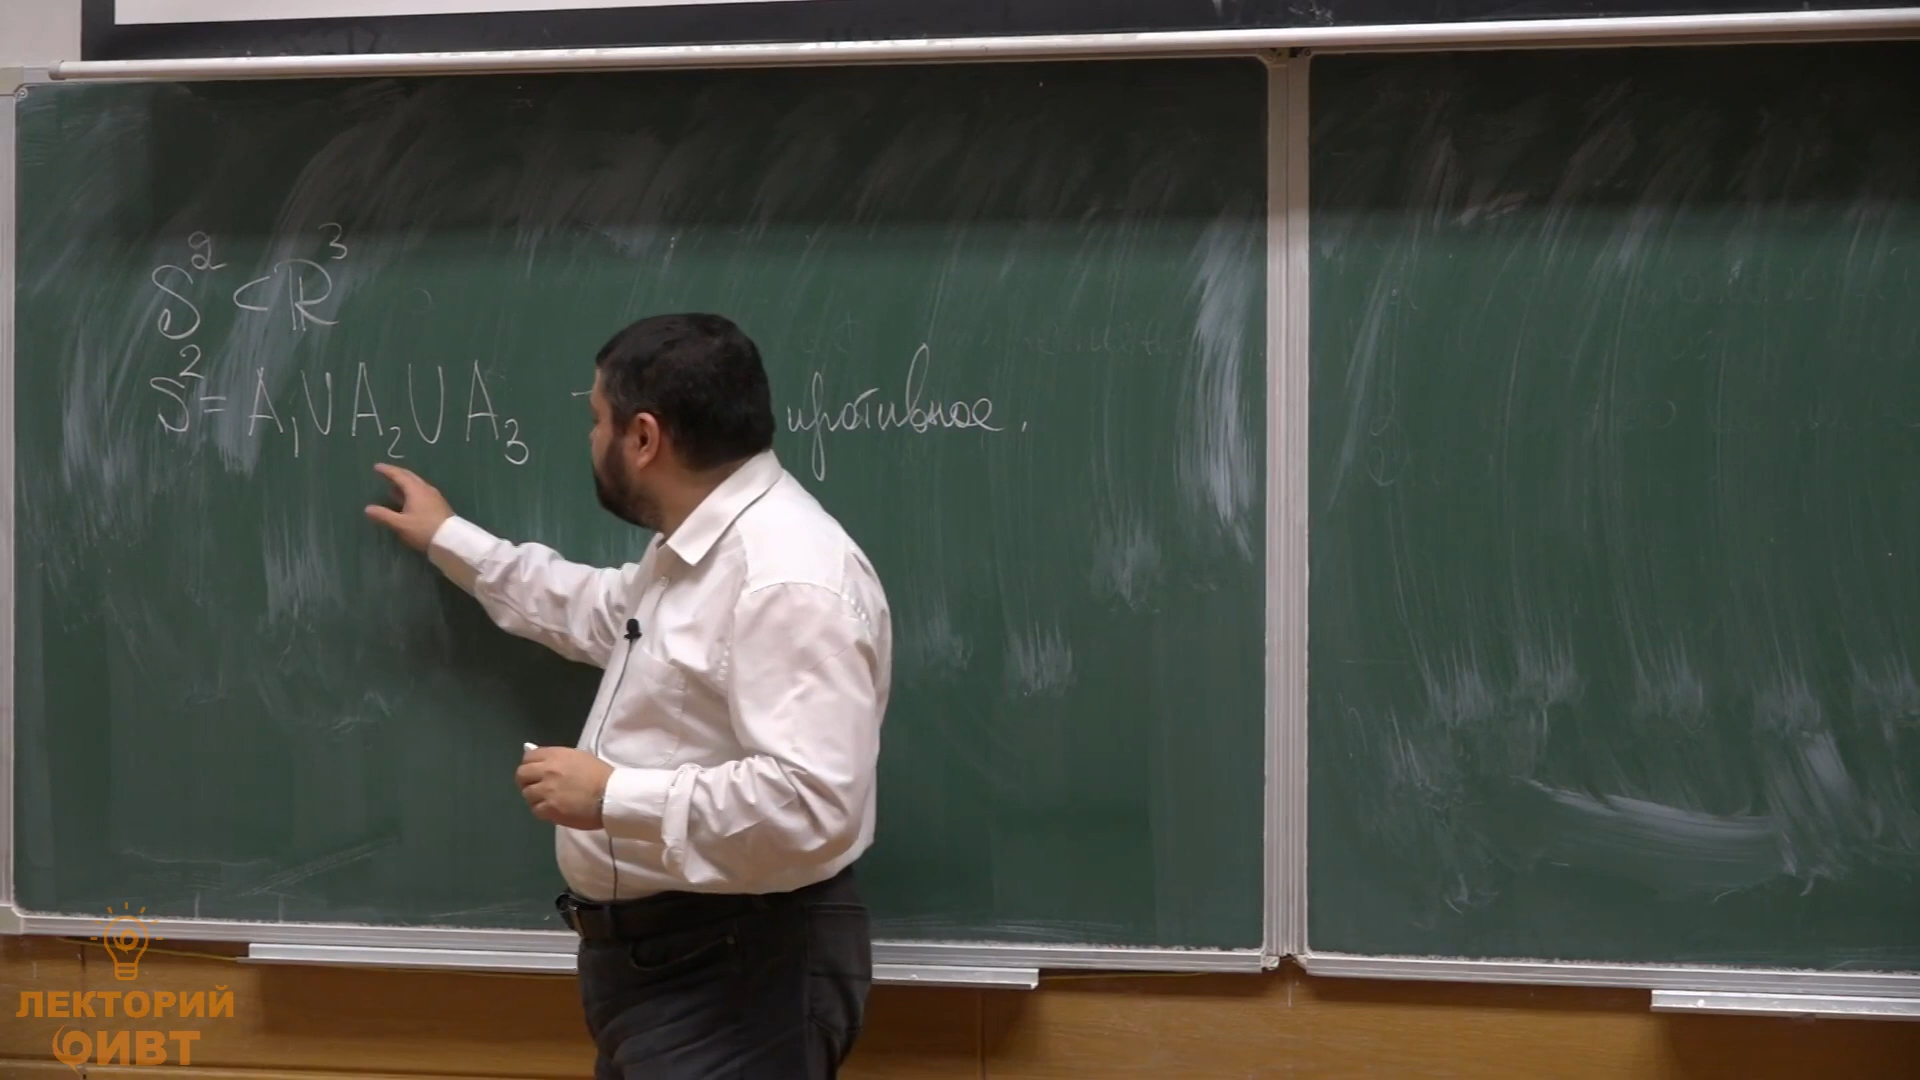 S² ⊂ ℝ³
S² = A₁ ∪ A₂ ∪ A₃ - противное.
ЛЕКТОРИЙ
ФИВТ